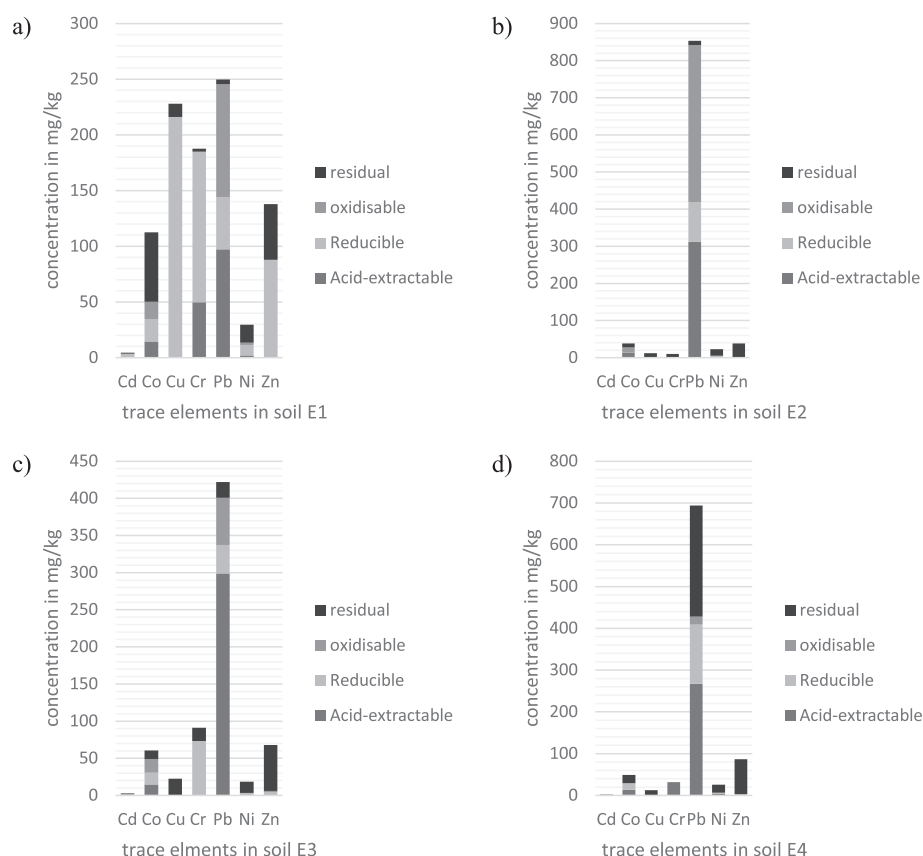 a)
300
250
200
150
100
50
0
concentration in mg/kg
Cd Co Cu Cr Pb Ni Zn
trace elements in soil E1
residual
oxidisable
Reducible
Acid-extractable
b)
900
800
700
600
500
400
300
200
100
0
concentration in mg/kg
Cd Co Cu CrPb Ni Zn
trace elements in soil E2
residual
oxidisable
Reducible
Acid-extractable
c)
450
400
350
300
250
200
150
100
50
0
concentration in mg/kg
Cd Co Cu Cr Pb Ni Zn
trace elments in soil E3
residual
oxidisable
Reducible
Acid-extractable
d)
800
700
600
500
400
300
200
100
0
concentration in mg/kg
Cd Co Cu CrPb Ni Zn
trace elements in soil E4
residual
oxidisable
Reducible
Acid-extractable